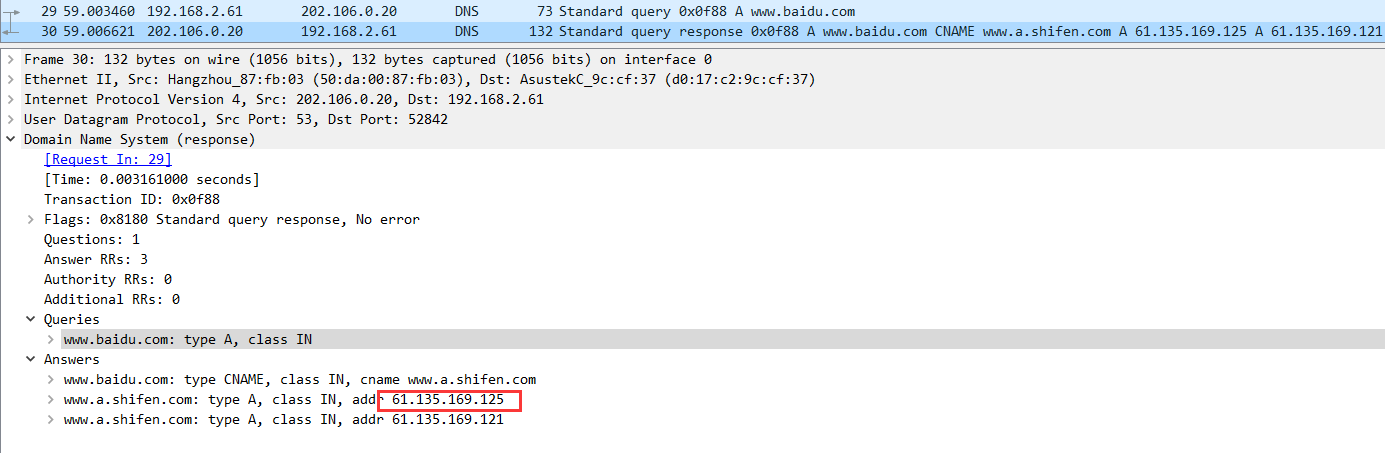 29 59.003460 192.168.2.61 202.106.0.20 DNS 73 Standard query 0x0f88 A www.baidu.com
30 59.006621 202.106.0.20 192.168.2.61 DNS 132 Standard query response 0x0f88 A www.baidu.com CNAME www.a.shifen.com A 61.135.169.125 A 61.135.169.121
Frame 30: 132 bytes on wire (1056 bits), 132 bytes captured (1056 bits) on interface 0
Ethernet II, Src: Hangzhou_87:fb:03 (50:da:00:87:fb:03), Dst: AsustekC_9c:cf:37 (d0:17:c2:9c:cf:37)
Internet Protocol Version 4, Src: 202.106.0.20, Dst: 192.168.2.61
User Datagram Protocol, Src Port: 53, Dst Port: 52842
Domain Name System (response)
[Request In: 29]
[Time: 0.003161000 seconds]
Transaction ID: 0x0f88
Flags: 0x8180 Standard query response, No error
Questions: 1
Answer RRs: 3
Authority RRs: 0
Additional RRs: 0
Queries
www.baidu.com: type A, class IN
Answers
www.baidu.com: type CNAME, class IN, cname www.a.shifen.com
www.a.shifen.com: type A, class IN, addr 61.135.169.125
www.a.shifen.com: type A, class IN, addr 61.135.169.121